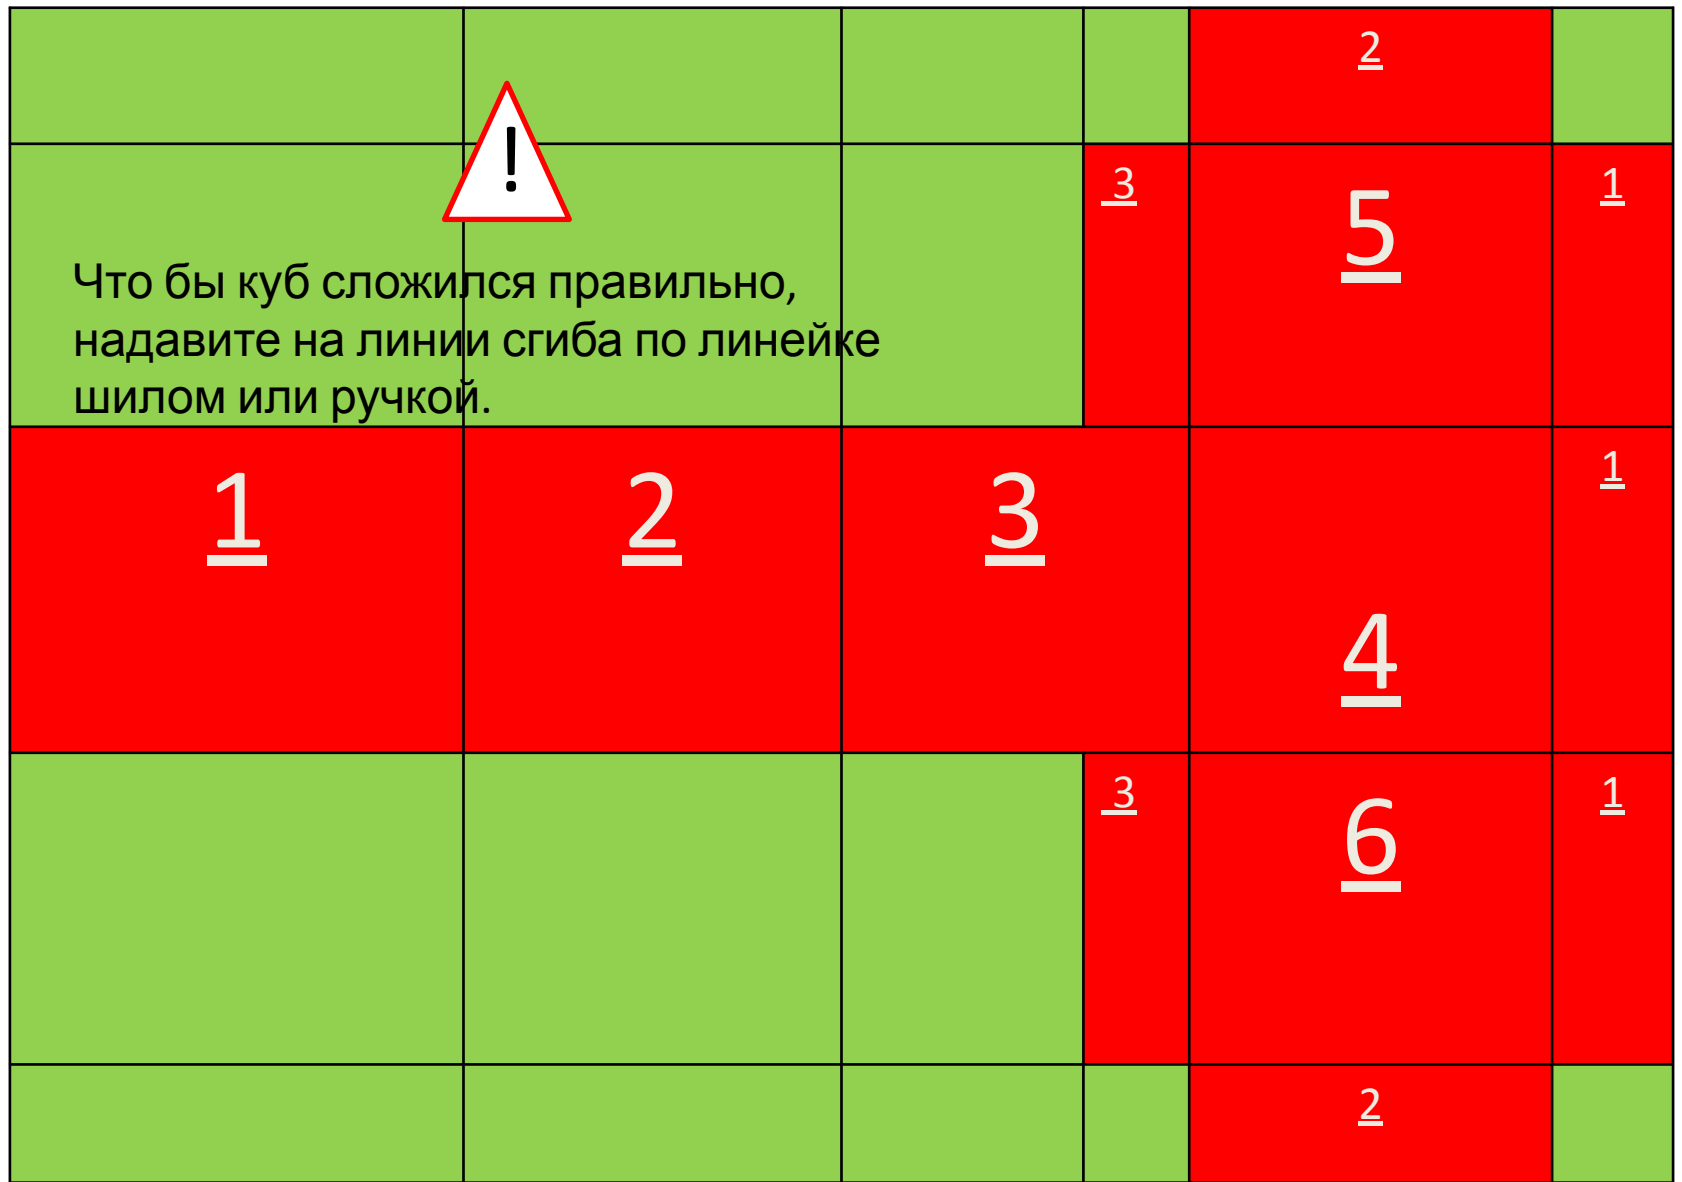 2
!
3 5 1
Что бы куб сложился правильно,
надавите на линии сгиба по линейке
шилом или ручкой.
1 2 3 1
4
3 6 1
2